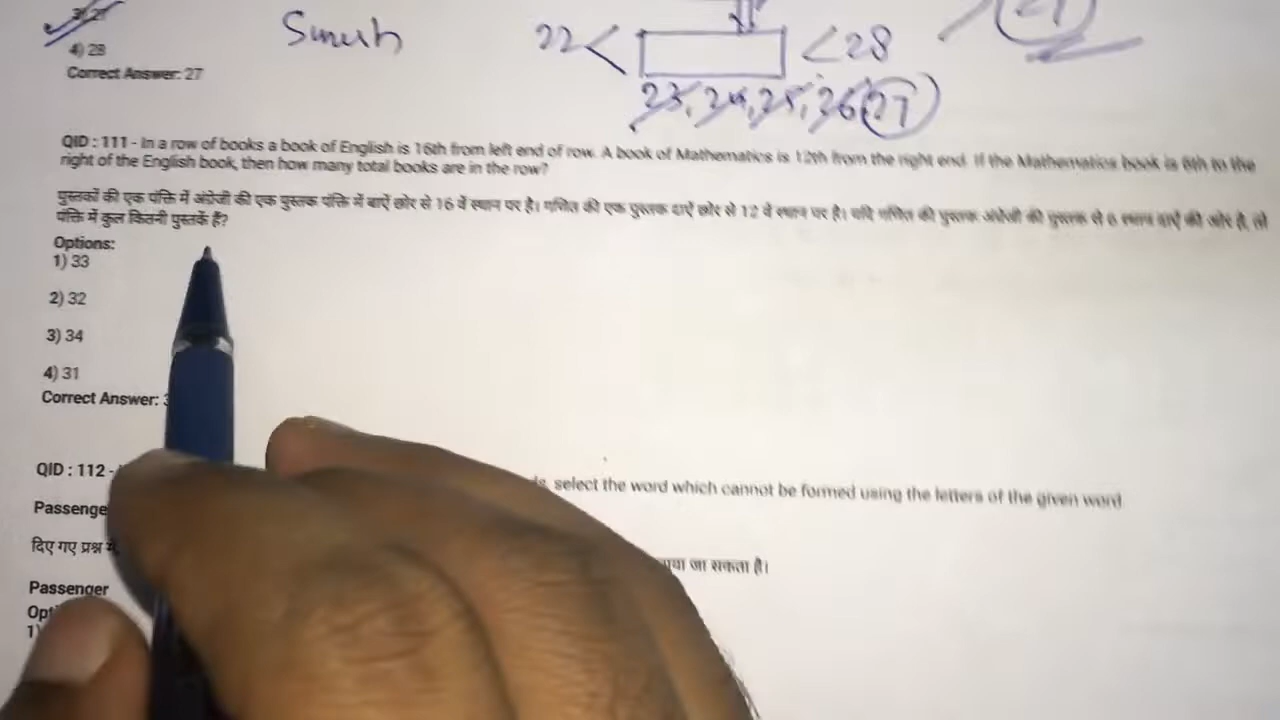 4) 28
Correct Answer: 27
22 < < 28
23, 24, 25, 26, 27
QID : 111 - In a row of books a book of English is 16th from left end of row. A book of Mathematics is 12th from the right end. If the Mathematics book is 6th to the
right of the English book, then how many total books are in the row?
पुस्तकों की एक पंक्ति में अंग्रेजी की एक पुस्तक पंक्ति में बाऐं छोर से 16 वें स्थान पर है। गणित की एक पुस्तक दाऐं छोर से 12 वें स्थान पर है। यदि गणित की पुस्तक अंग्रेजी की पुस्तक से 6 स्थान दाऐं की ओर है, तो
पंक्ति में कुल कितनी पुस्तकें हैं?
Options:
1) 33
2) 32
3) 34
4) 31
Correct Answer: 3
QID : 112 -
select the word which cannot be formed using the letters of the given word
दिए गए प्रश्न
जा सकता है।
Passenger
1)